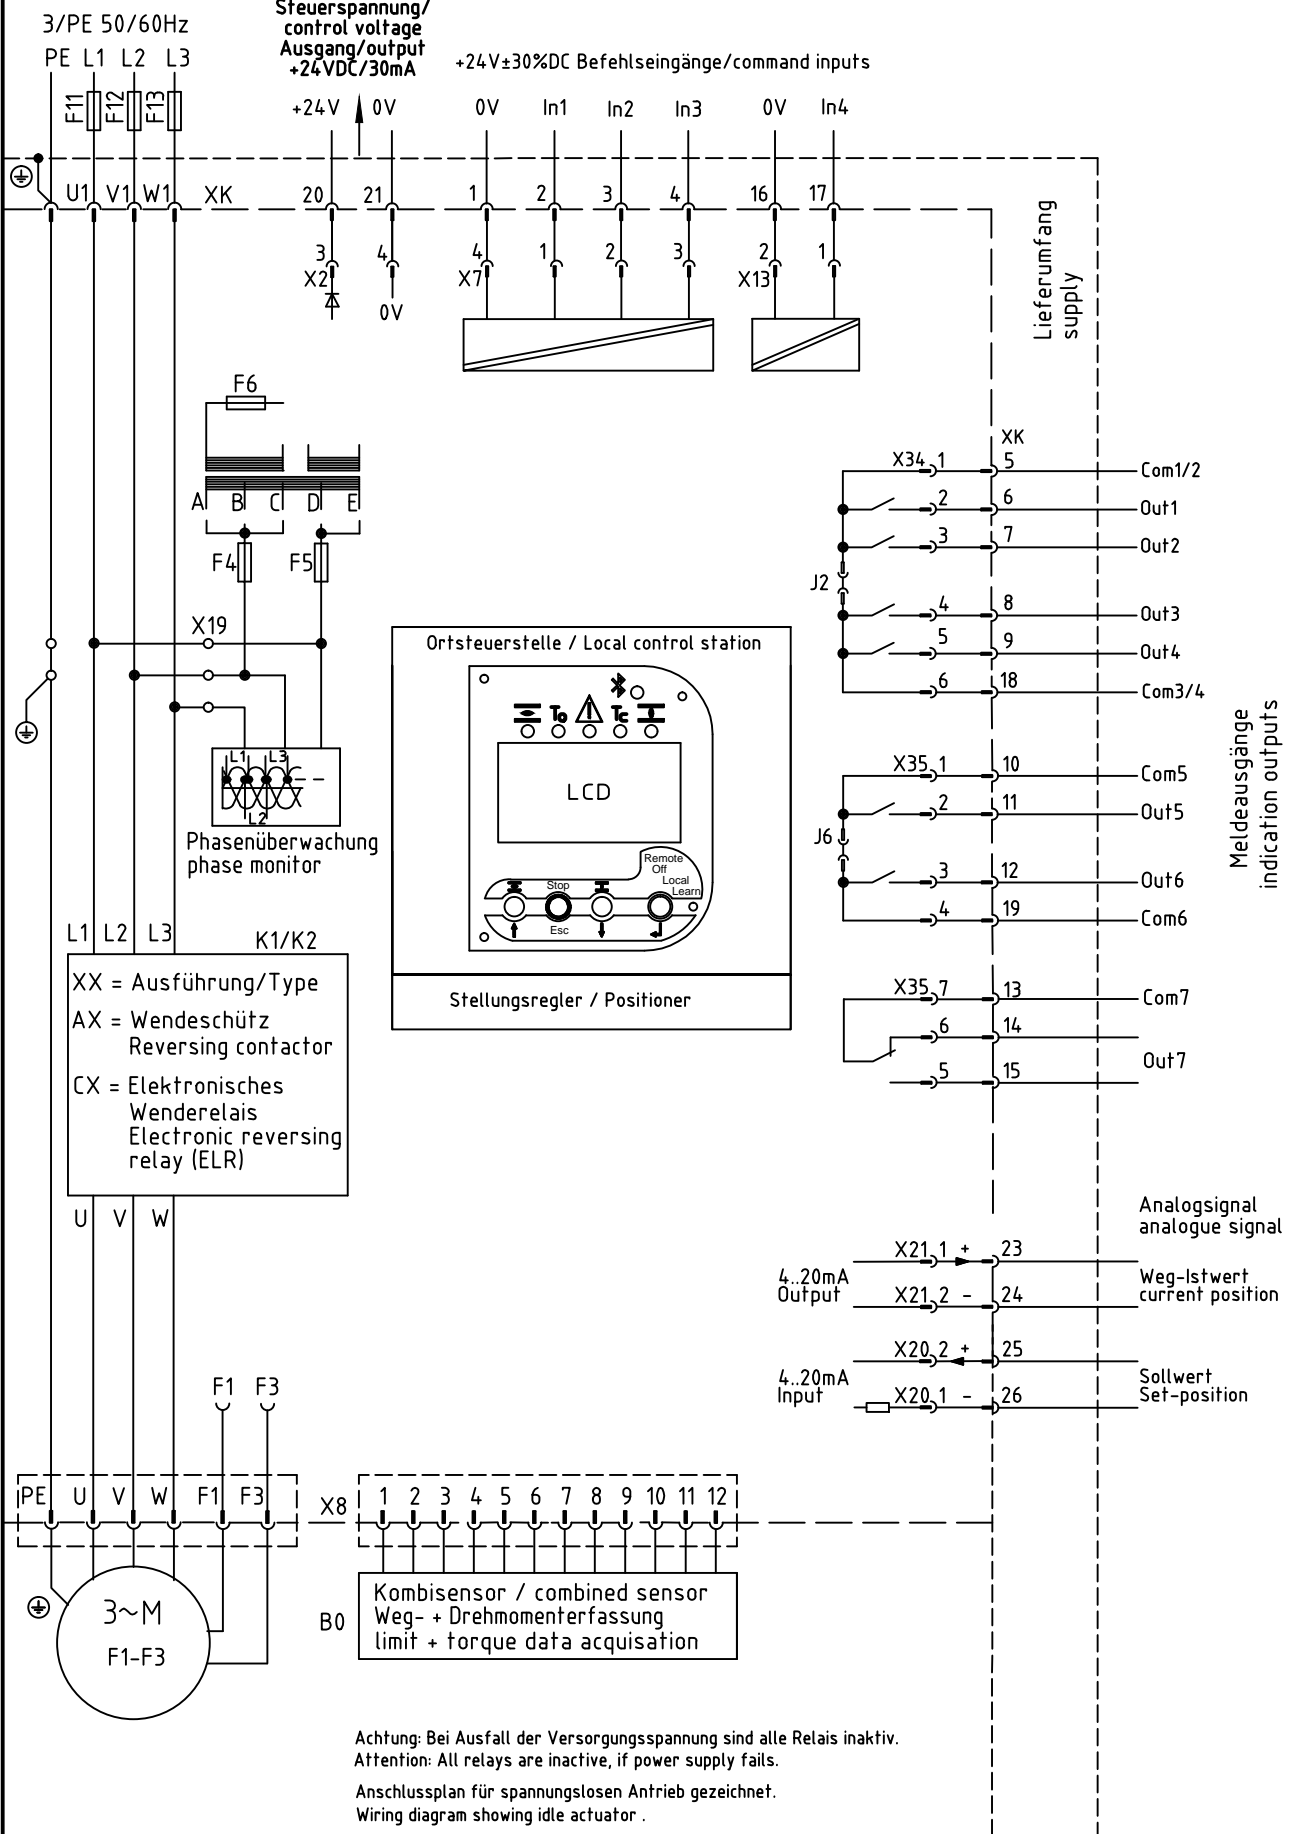 3/PE 50/60Hz
PE L1 L2 L3
F11 F12 F13
Steuerspannung/
control voltage
Ausgang/output
+24VDC/30mA
+24V 0V
+24V±30%DC Befehlseingänge/command inputs
0V In1 In2 In3 0V In4
U1 V1 W1 XK 20 21 1 2 3 4 16 17
3 4 4 1 2 3 2 1
X2 X7 X13
0V
Lieferumfang
supply
F6
A B C D E
F4 F5
X19
L1 L3
L2
Phasenüberwachung
phase monitor
Ortsteuerstelle / Local control station
To Tc
LCD
Remote
Off
Local
Learn
Stop
Esc
Stellungsregler / Positioner
XK
X34 1 5 Com1/2
2 6 Out1
3 7 Out2
J2
4 8 Out3
5 9 Out4
6 18 Com3/4
X35 1 10 Com5
2 11 Out5
J6
3 12 Out6
4 19 Com6
X35 7 13 Com7
6 14
Out7
5 15
Meldeausgänge
indication outputs
L1 L2 L3 K1/K2
XX = Ausführung/Type
AX = Wendeschütz
Reversing contactor
CX = Elektronisches
Wenderelais
Electronic reversing
relay (ELR)
U V W
Analogsignal
analogue signal
X21 1 + 23
4..20mA
Output
X21 2 - 24
Weg-Istwert
current position
X20 2 + 25
4..20mA
Input
X20 1 - 26
Sollwert
Set-position
F1 F3
PE U V W F1 F3 X8 1 2 3 4 5 6 7 8 9 10 11 12
3~M
F1-F3
B0
Kombisensor / combined sensor
Weg- + Drehmomenterfassung
limit + torque data acquisation
Achtung: Bei Ausfall der Versorgungsspannung sind alle Relais inaktiv.
Attention: All relays are inactive, if power supply fails.
Anschlussplan für spannungslosen Antrieb gezeichnet.
Wiring diagram showing idle actuator .